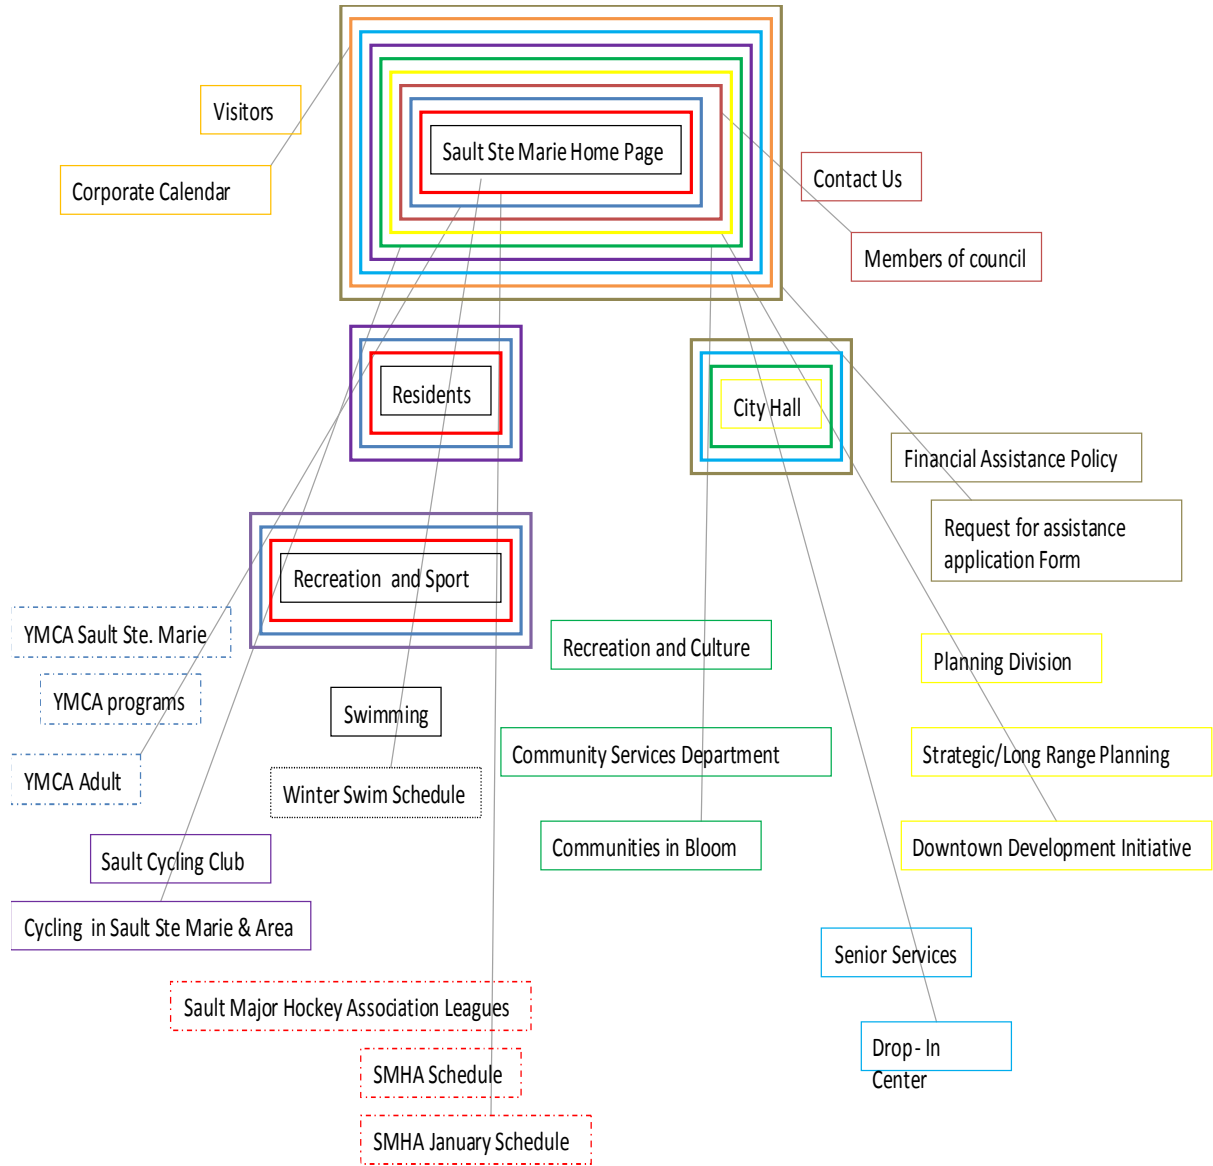 Sault Ste Marie Home Page
Visitors
Corporate Calendar
Contact Us
Members of council
Residents
City Hall
Financial Assistance Policy
Request for assistance
application Form
Recreation and Sport
YMCA Sault Ste. Marie
YMCA programs
YMCA Adult
Swimming
Winter Swim Schedule
Recreation and Culture
Community Services Department
Communities in Bloom
Planning Division
Strategic/Long Range Planning
Downtown Development Initiative
Sault Cycling Club
Cycling in Sault Ste Marie & Area
Senior Services
Drop - In
Center
Sault Major Hockey Association Leagues
SMHA Schedule
SMHA January Schedule